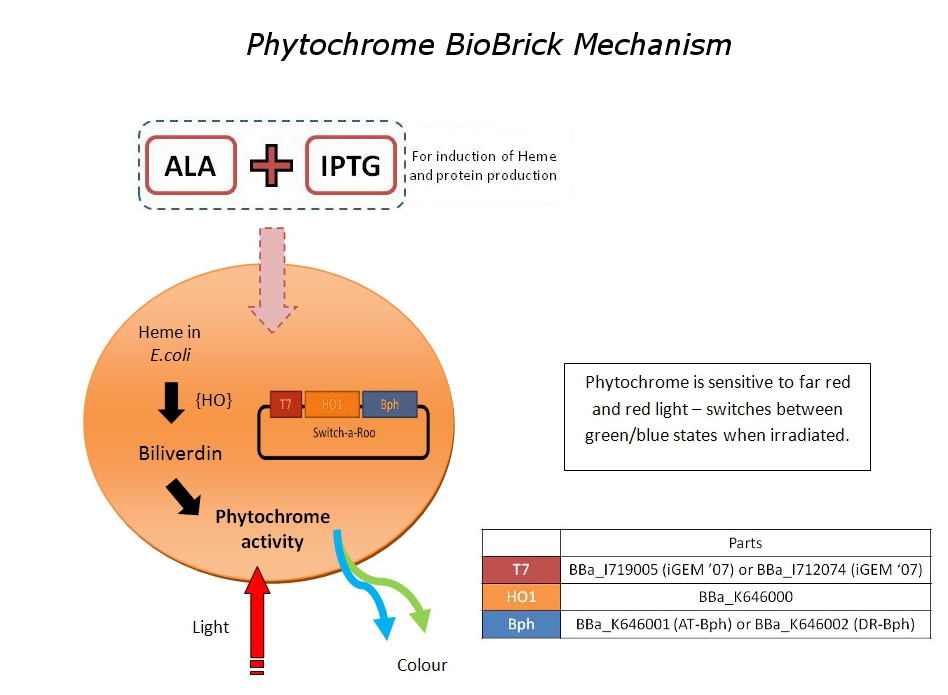 Phytochrome BioBrick Mechanism
ALA
IPTG
For induction of Heme
and protein production
Heme in
E.coli
{HO}
Biliverdin
T7
HO1
Bph
Switch-a-Roo
Phytochrome
activity
Light
Colour
Phytochrome is sensitive to far red
and red light – switches between
green/blue states when irradiated.
Parts
T7 BBa_I719005 (iGEM ’07) or BBa_I712074 (iGEM ‘07)
HO1 BBa_K646000
Bph BBa_K646001 (AT-Bph) or BBa_K646002 (DR-Bph)